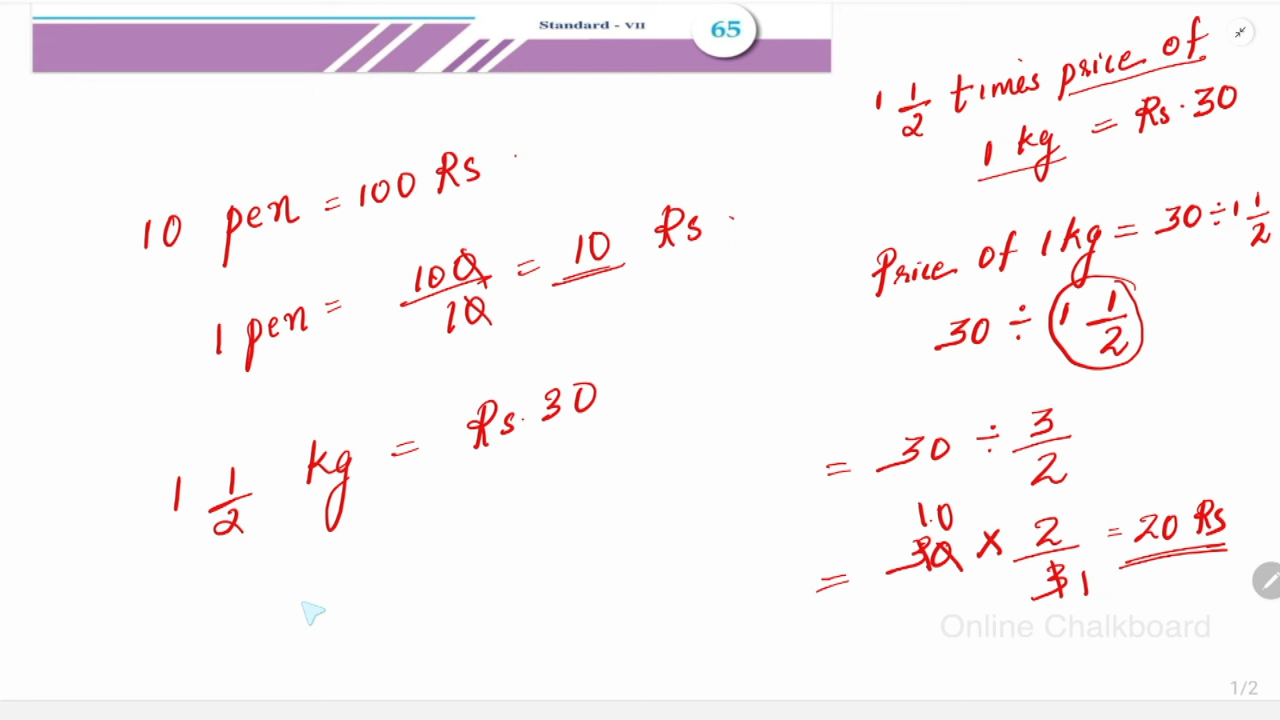 Standard - VII 65
10 pen = 100 Rs
1 pen = 100/10 = 10 Rs
1 1/2 kg = Rs. 30
1 1/2 times price of
1 kg = Rs. 30
Price of 1 kg = 30 ÷ 1 1/2
30 ÷ 1 1/2
= 30 ÷ 3/2
= 30 10 × 2/3 1 = 20 Rs
Online Chalkboard
1/2